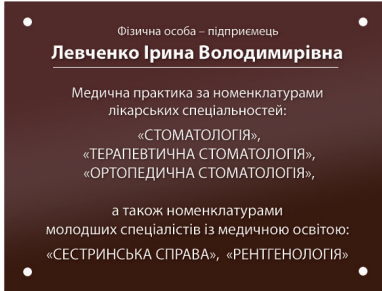 Фізична особа – підприємець
Левченко Ірина Володимирівна
Медична практика за номенклатурами
лікарських спеціальностей:
«СТОМАТОЛОГІЯ»,
«ТЕРАПЕВТИЧНА СТОМАТОЛОГІЯ»,
«ОРТОПЕДИЧНА СТОМАТОЛОГІЯ»,
а також номенклатурами
молодших спеціалістів із медичною освітою:
«СЕСТРИНСЬКА СПРАВА», «РЕНТГЕНОЛОГІЯ»